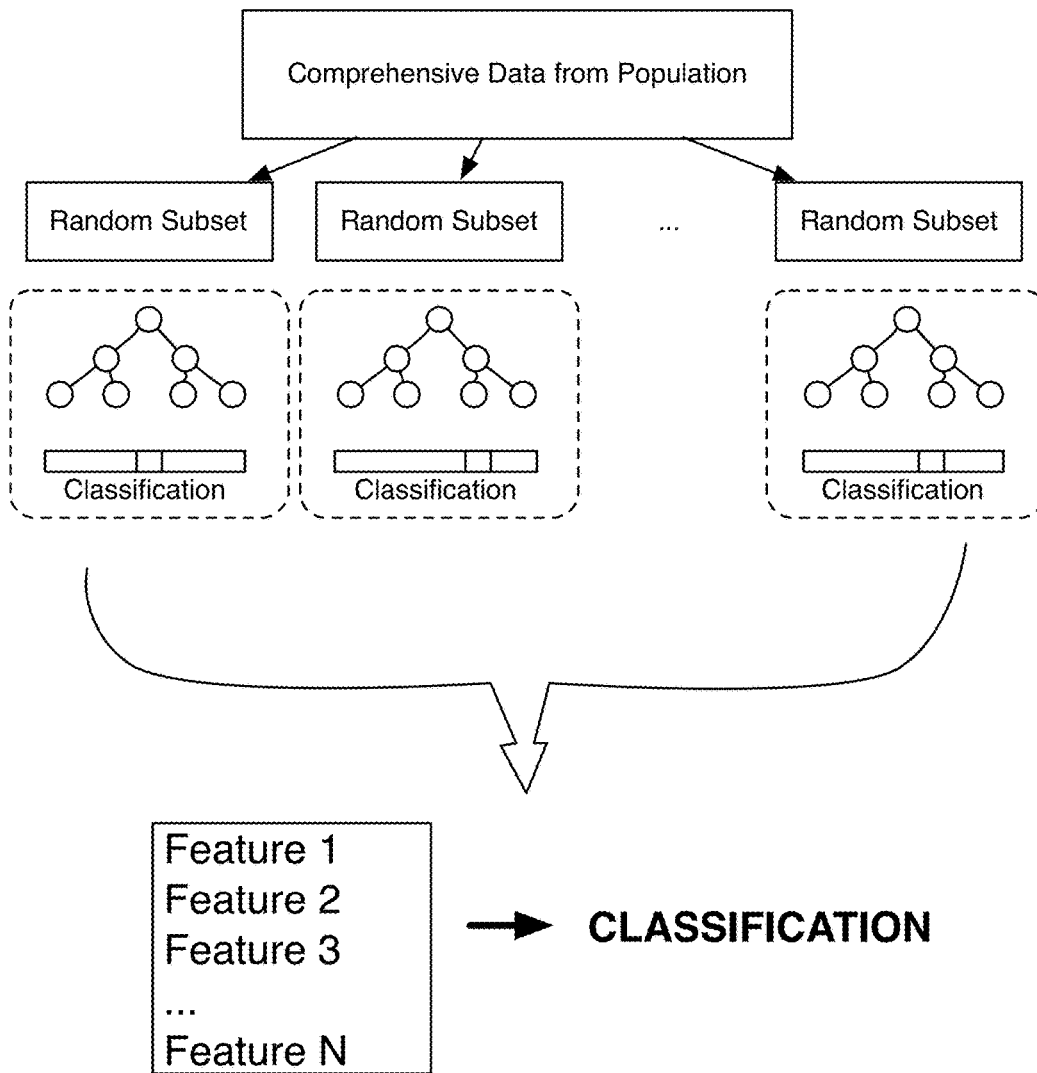 Comprehensive Data from Population
Random Subset
Random Subset
...
Random Subset
Classification
Classification
Classification
Feature 1
Feature 2
Feature 3
...
Feature N
CLASSIFICATION